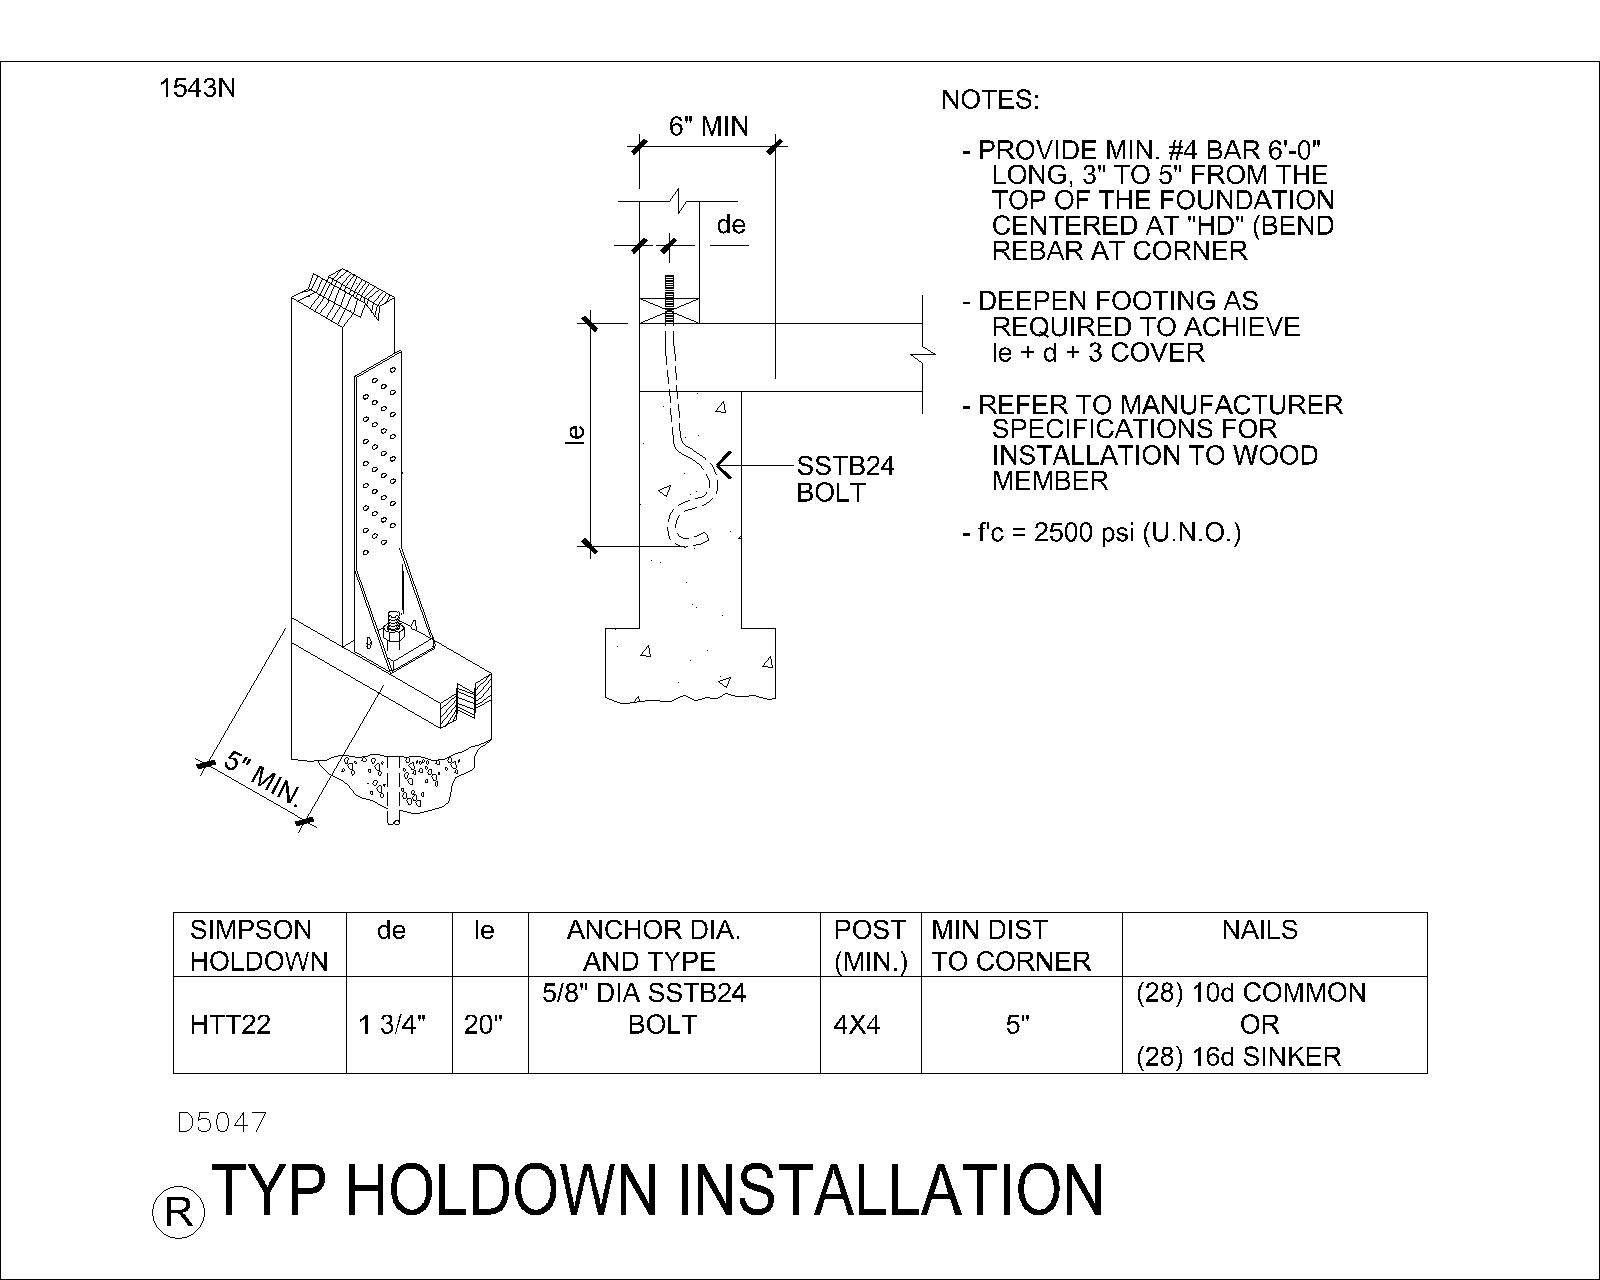 1543N
6" MIN
de
le
SSTB24
BOLT
5" MIN.
NOTES:
- PROVIDE MIN. #4 BAR 6'-0"
LONG, 3" TO 5" FROM THE
TOP OF THE FOUNDATION
CENTERED AT "HD" (BEND
REBAR AT CORNER
- DEEPEN FOOTING AS
REQUIRED TO ACHIEVE
le + d + 3 COVER
- REFER TO MANUFACTURER
SPECIFICATIONS FOR
INSTALLATION TO WOOD
MEMBER
- f'c = 2500 psi (U.N.O.)
SIMPSON HOLDOWN
de
le
ANCHOR DIA. AND TYPE
POST (MIN.)
MIN DIST TO CORNER
NAILS
HTT22
1 3/4"
20"
5/8" DIA SSTB24
BOLT
4X4
5"
(28) 10d COMMON
OR
(28) 16d SINKER
D5047
R TYP HOLDOWN INSTALLATION